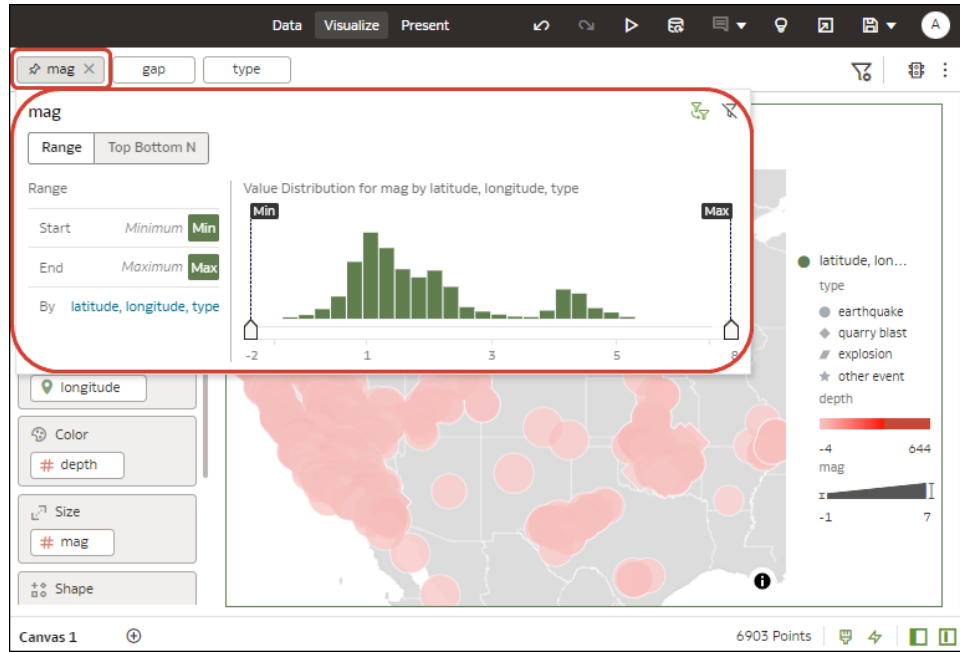 Data Visualize Present A
mag gap type
mag
Range Top Bottom N
Range
Value Distribution for mag by latitude, longitude, type
Min Max
Start Minimum Min
End Maximum Max
By latitude, longitude, type
-2 1 3 5 8
longitude
Color
# depth
Size
# mag
Shape
latitude, lon...
type
earthquake
quarry blast
explosion
other event
depth
-4 644
mag
-1 7
Canvas 1 6903 Points